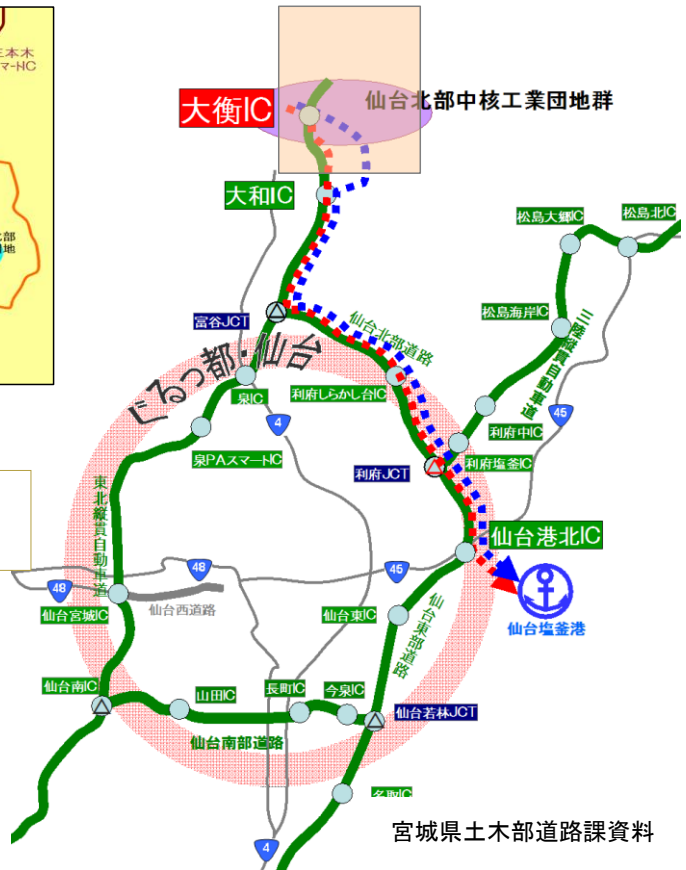 三本木
スマートIC
大衡IC
仙台北部中核工業団地群
大和IC
松島大郷IC
松島北IC
富谷JCT
仙台北部道路
松島海岸IC
三陸縦貫自動車道
ぐるっ都・仙台
泉IC
利府しらかし台IC
45
4
利府中IC
泉PAスマートIC
利府塩釜IC
利府JCT
東北縦貫自動車道
仙台港北IC
48
45
48
仙台西道路
仙台宮城IC
仙台東IC
仙台東部道路
仙台塩釜港
仙台南IC
山田IC
長町IC
今泉IC
仙台若林JCT
仙台南部道路
名取IC
宮城県土木部道路課資料
4